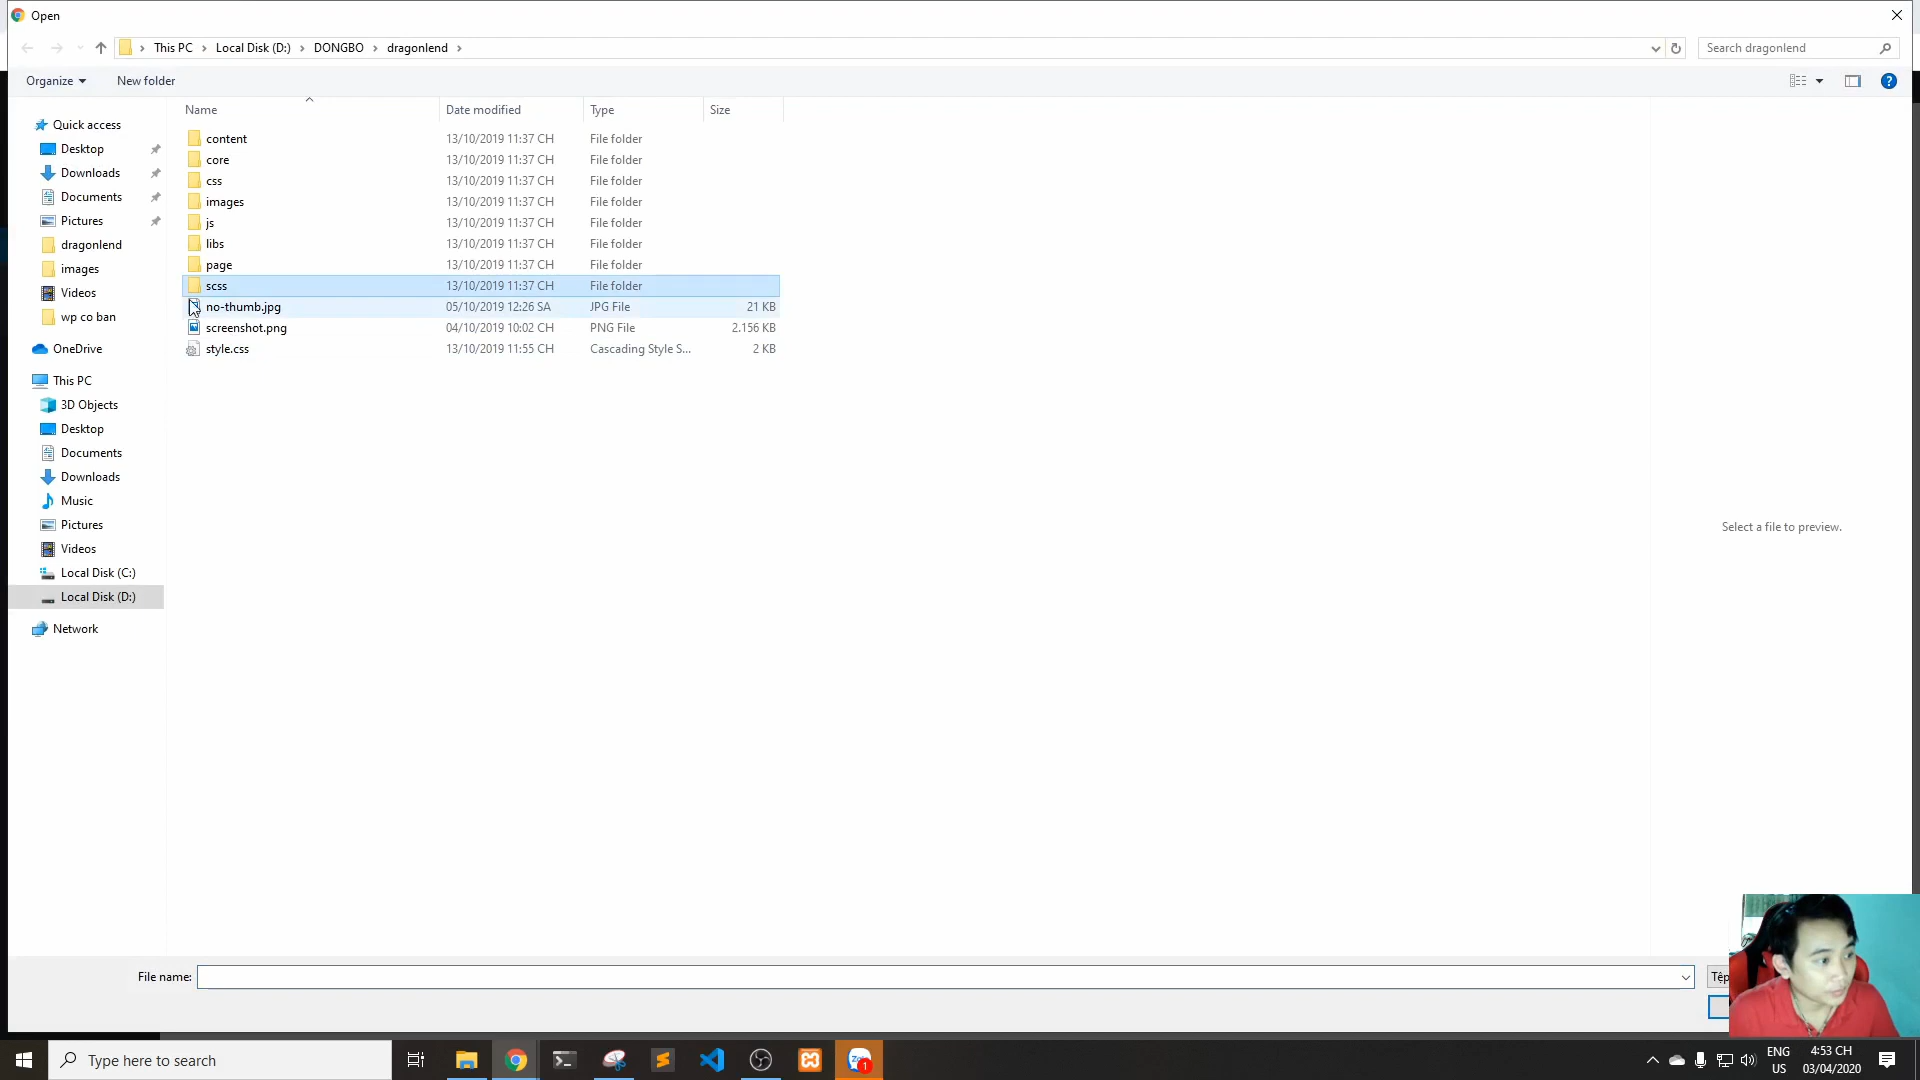 Open
This PC > Local Disk (D:) > DONGBO > dragonlend >
Search dragonlend
Organize
New folder
Name
Date modified
Type
Size
Quick access
Desktop
Downloads
Documents
Pictures
dragonlend
images
Videos
wp co ban
OneDrive
This PC
3D Objects
Desktop
Documents
Downloads
Music
Pictures
Videos
Local Disk (C:)
Local Disk (D:)
Network
content 13/10/2019 11:37 CH File folder
core 13/10/2019 11:37 CH File folder
css 13/10/2019 11:37 CH File folder
images 13/10/2019 11:37 CH File folder
js 13/10/2019 11:37 CH File folder
libs 13/10/2019 11:37 CH File folder
page 13/10/2019 11:37 CH File folder
scss 13/10/2019 11:37 CH File folder
no-thumb.jpg 05/10/2019 12:26 SA JPG File 21 KB
screenshot.png 04/10/2019 10:02 CH PNG File 2.156 KB
style.css 13/10/2019 11:55 CH Cascading Style S... 2 KB
Select a file to preview.
File name:
Tệp
Type here to search
1
ENG
US
4:53 CH
03/04/2020